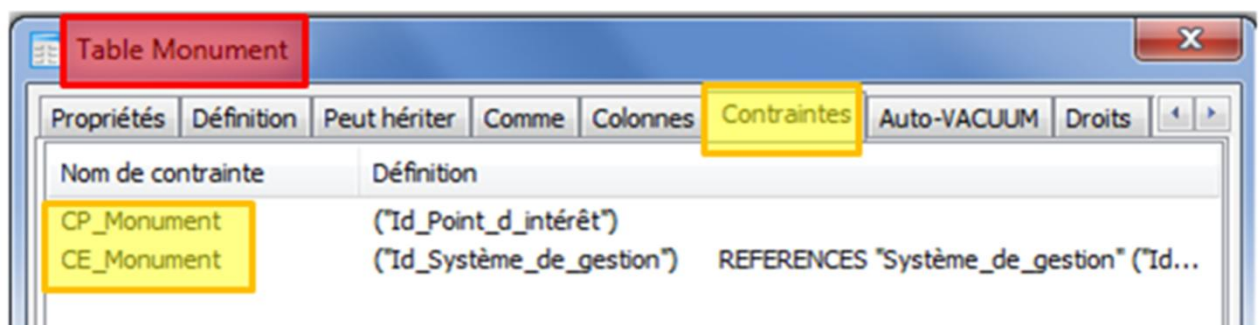 Table Monument
Propriétés Définition Peut hériter Comme Colonnes Contraintes Auto-VACUUM Droits
Nom de contrainte Définition
CP_Monument ("Id_Point_d_intérêt")
CE_Monument ("Id_Système_de_gestion") REFERENCES "Système_de_gestion" ("Id...